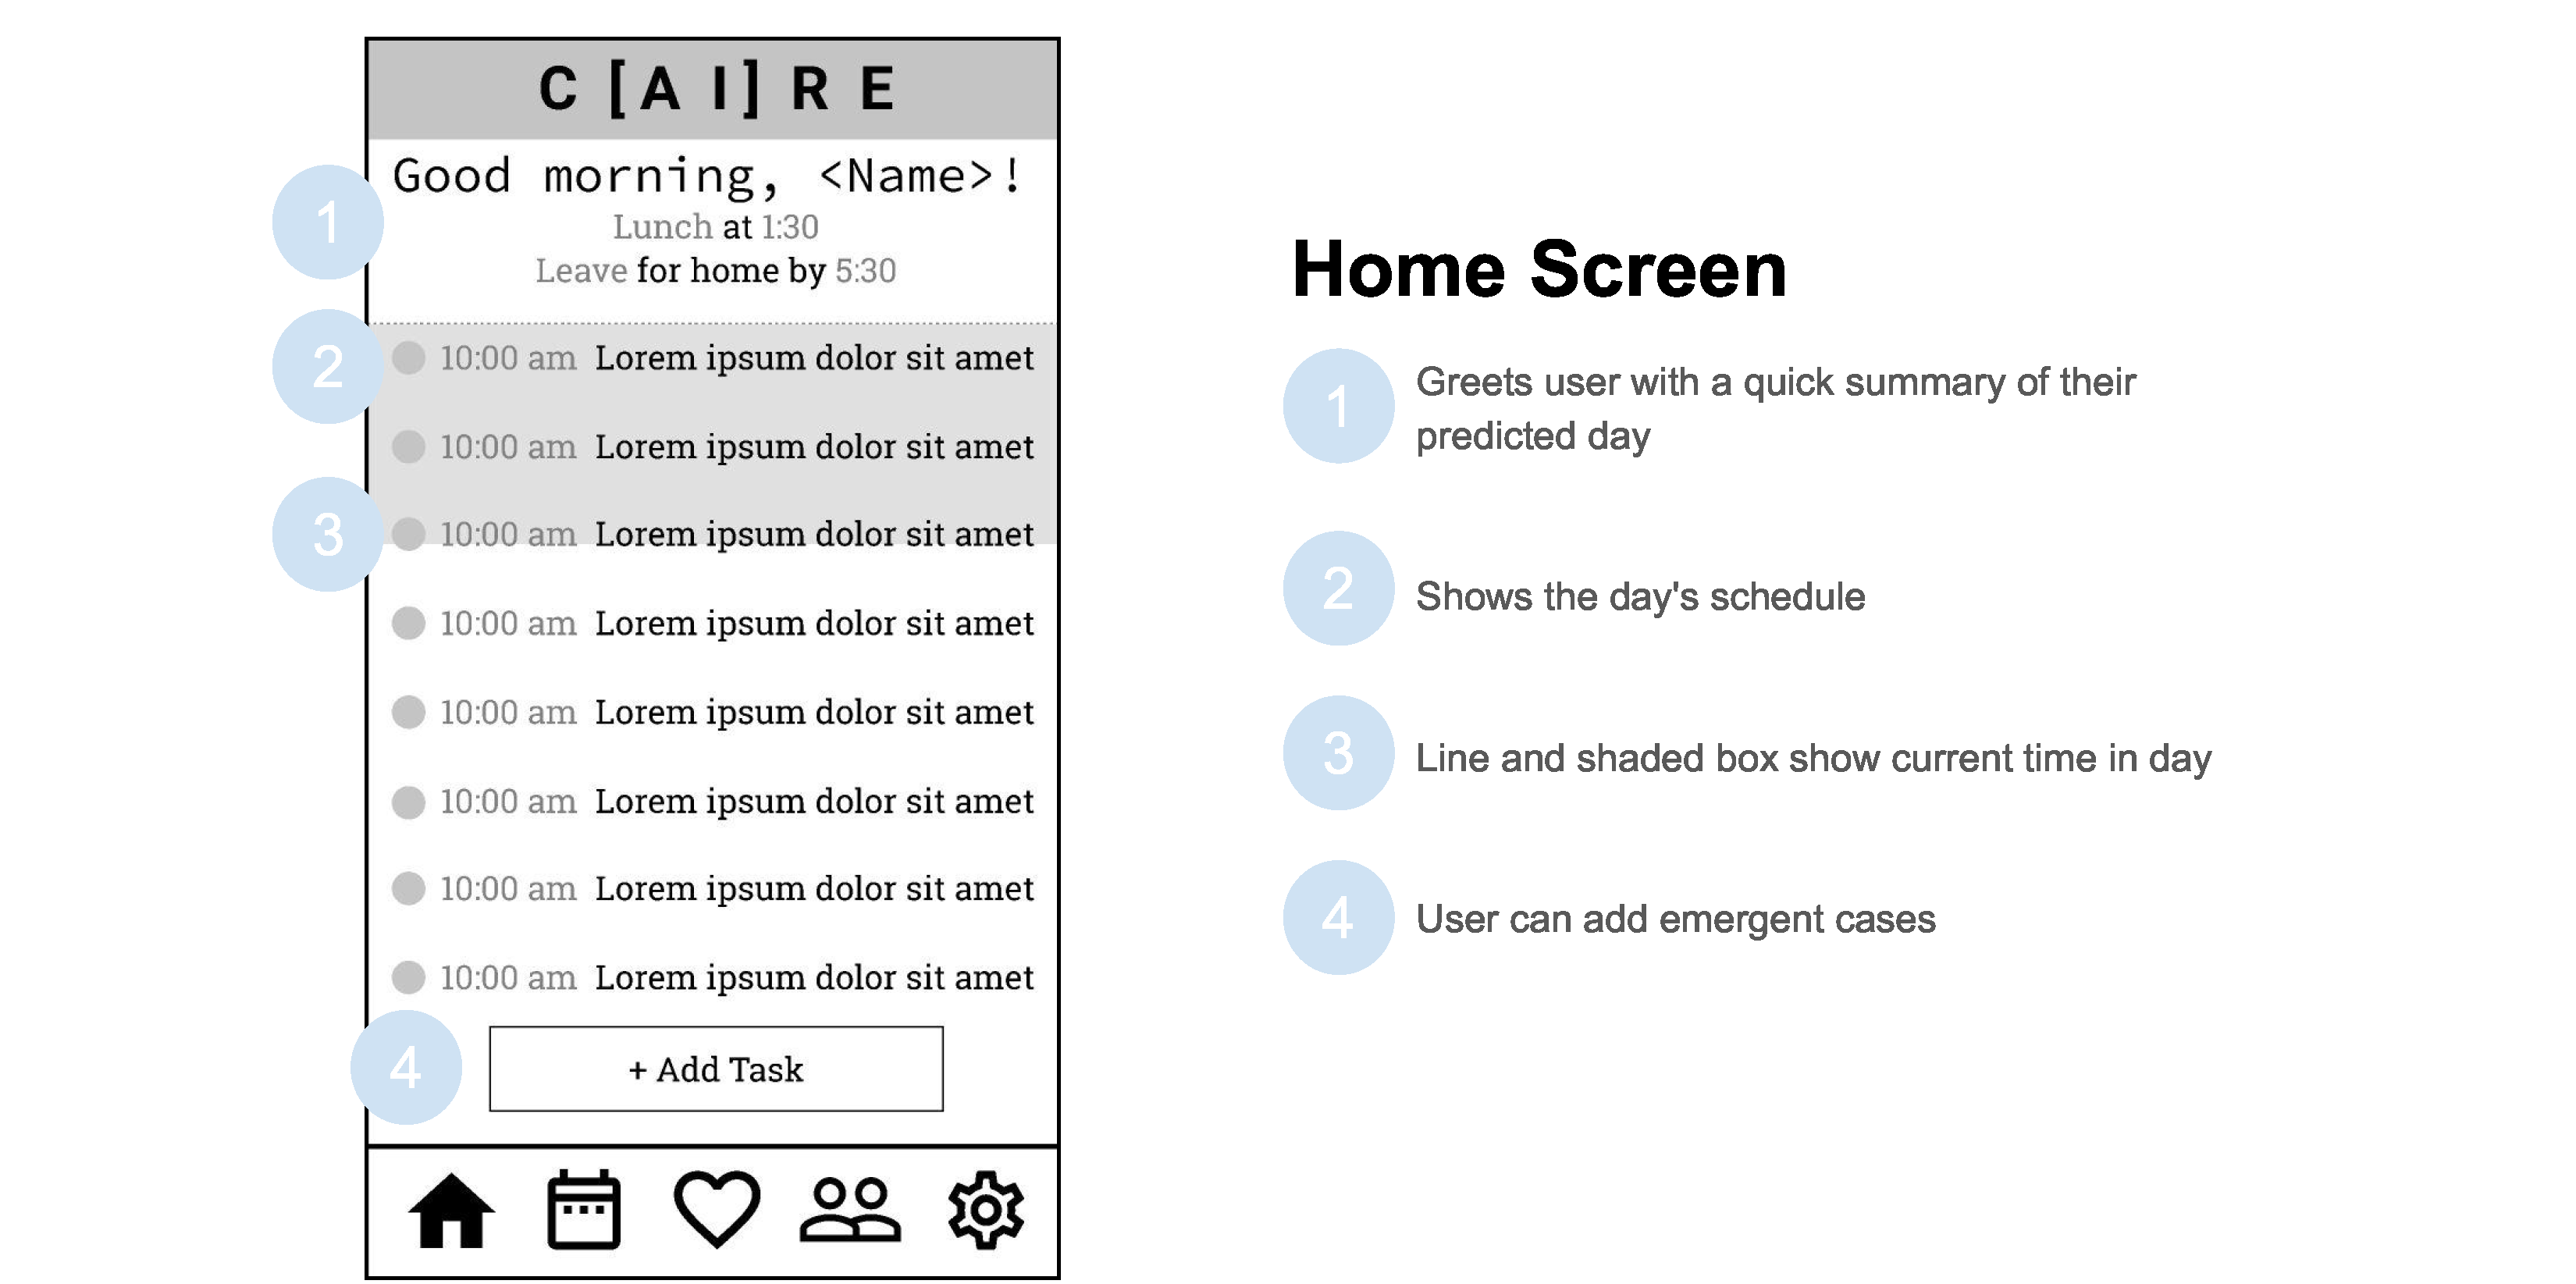 C [A I] R E
Good morning, <Name>!
Lunch at 1:30
Leave for home by 5:30
1
2
10:00 am Lorem ipsum dolor sit amet
10:00 am Lorem ipsum dolor sit amet
3
10:00 am Lorem ipsum dolor sit amet
10:00 am Lorem ipsum dolor sit amet
10:00 am Lorem ipsum dolor sit amet
10:00 am Lorem ipsum dolor sit amet
10:00 am Lorem ipsum dolor sit amet
10:00 am Lorem ipsum dolor sit amet
4
+ Add Task
Home Screen
1
Greets user with a quick summary of their
predicted day
2
Shows the day's schedule
3
Line and shaded box show current time in day
4
User can add emergent cases